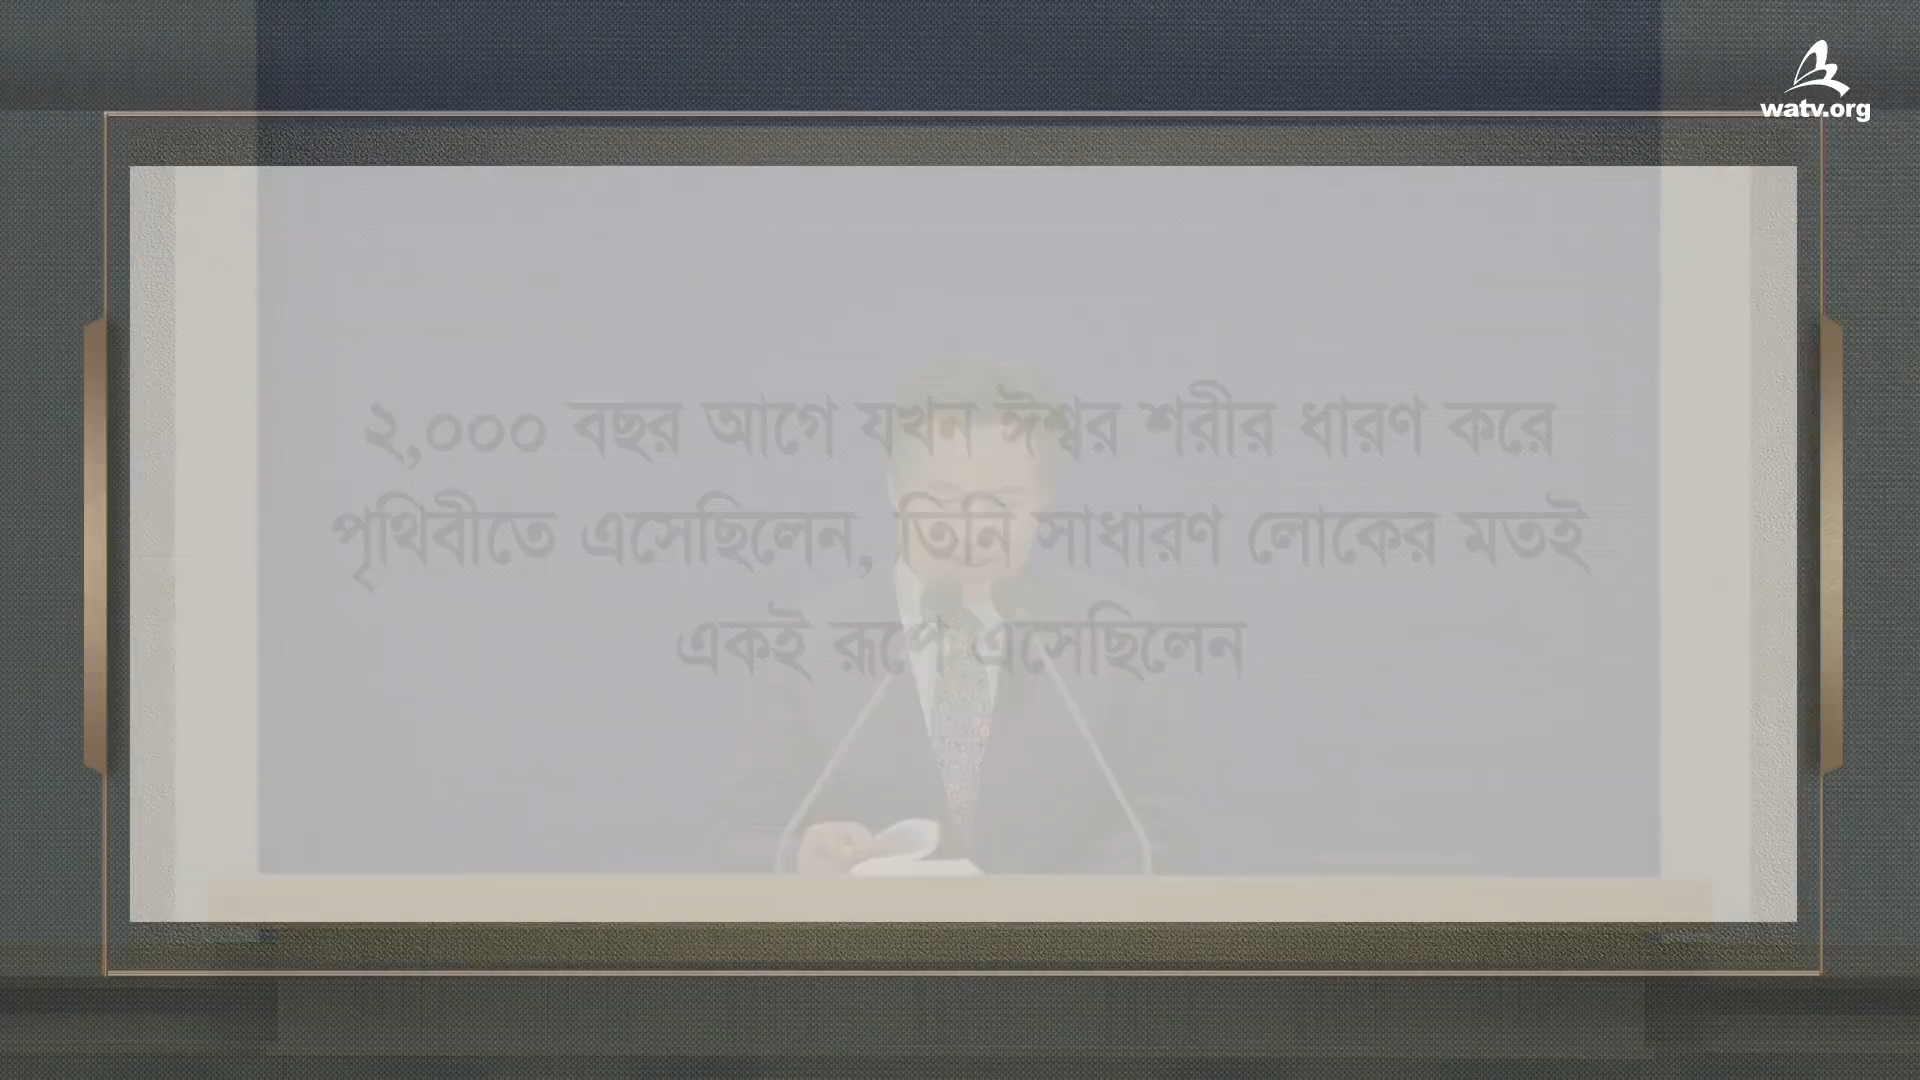 watv.org
২,০০০ বছর আগে যখন ঈশ্বর শরীর ধারণ করে
পৃথিবীতে এসেছিলেন, তিনি সাধারণ লোকের মতই
একই রূপে এসেছিলেন